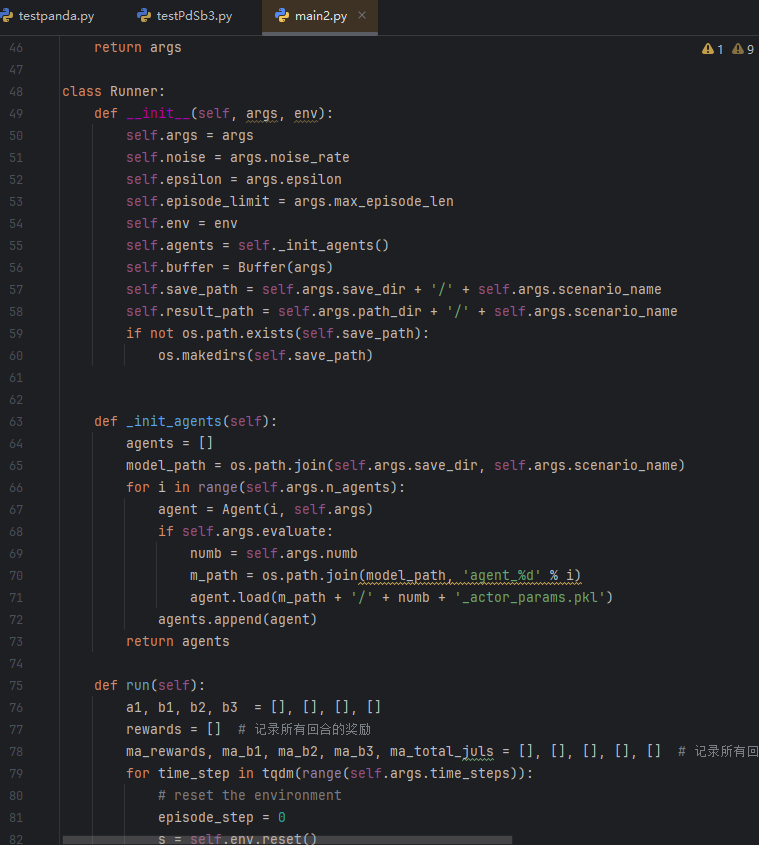 testpanda.py testPdSb3.py main2.py
46 return args
1 9
47
48 class Runner:
49 def __init__(self, args, env):
50 self.args = args
51 self.noise = args.noise_rate
52 self.epsilon = args.epsilon
53 self.episode_limit = args.max_episode_len
54 self.env = env
55 self.agents = self._init_agents()
56 self.buffer = Buffer(args)
57 self.save_path = self.args.save_dir + '/' + self.args.scenario_name
58 self.result_path = self.args.path_dir + '/' + self.args.scenario_name
59 if not os.path.exists(self.save_path):
60 os.makedirs(self.save_path)
61
62
63 def _init_agents(self):
64 agents = []
65 model_path = os.path.join(self.args.save_dir, self.args.scenario_name)
66 for i in range(self.args.n_agents):
67 agent = Agent(i, self.args)
68 if self.args.evaluate:
69 numb = self.args.numb
70 m_path = os.path.join(model_path, 'agent_%d' % i)
71 agent.load(m_path + '/' + numb + '_actor_params.pkl')
72 agents.append(agent)
73 return agents
74
75 def run(self):
76 a1, b1, b2, b3  = [], [], [], []
77 rewards = []  # 记录所有回合的奖励
78 ma_rewards, ma_b1, ma_b2, ma_b3, ma_total_juls = [], [], [], [], []  # 记录所有回
79 for time_step in tqdm(range(self.args.time_steps)):
80 # reset the environment
81 episode_step = 0
82 s = self.env.reset()